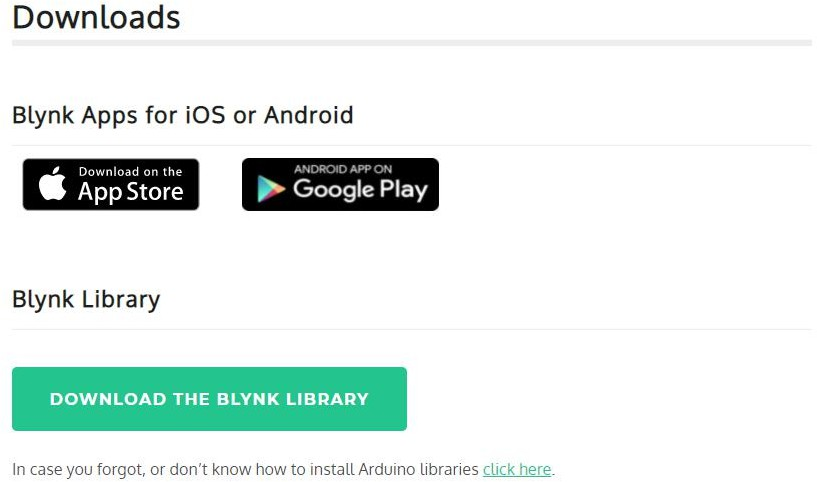 Downloads
Blynk Apps for iOS or Android
Download on the
App Store
ANDROID APP ON
Google Play
Blynk Library
DOWNLOAD THE BLYNK LIBRARY
In case you forgot, or don’t know how to install Arduino libraries click here.